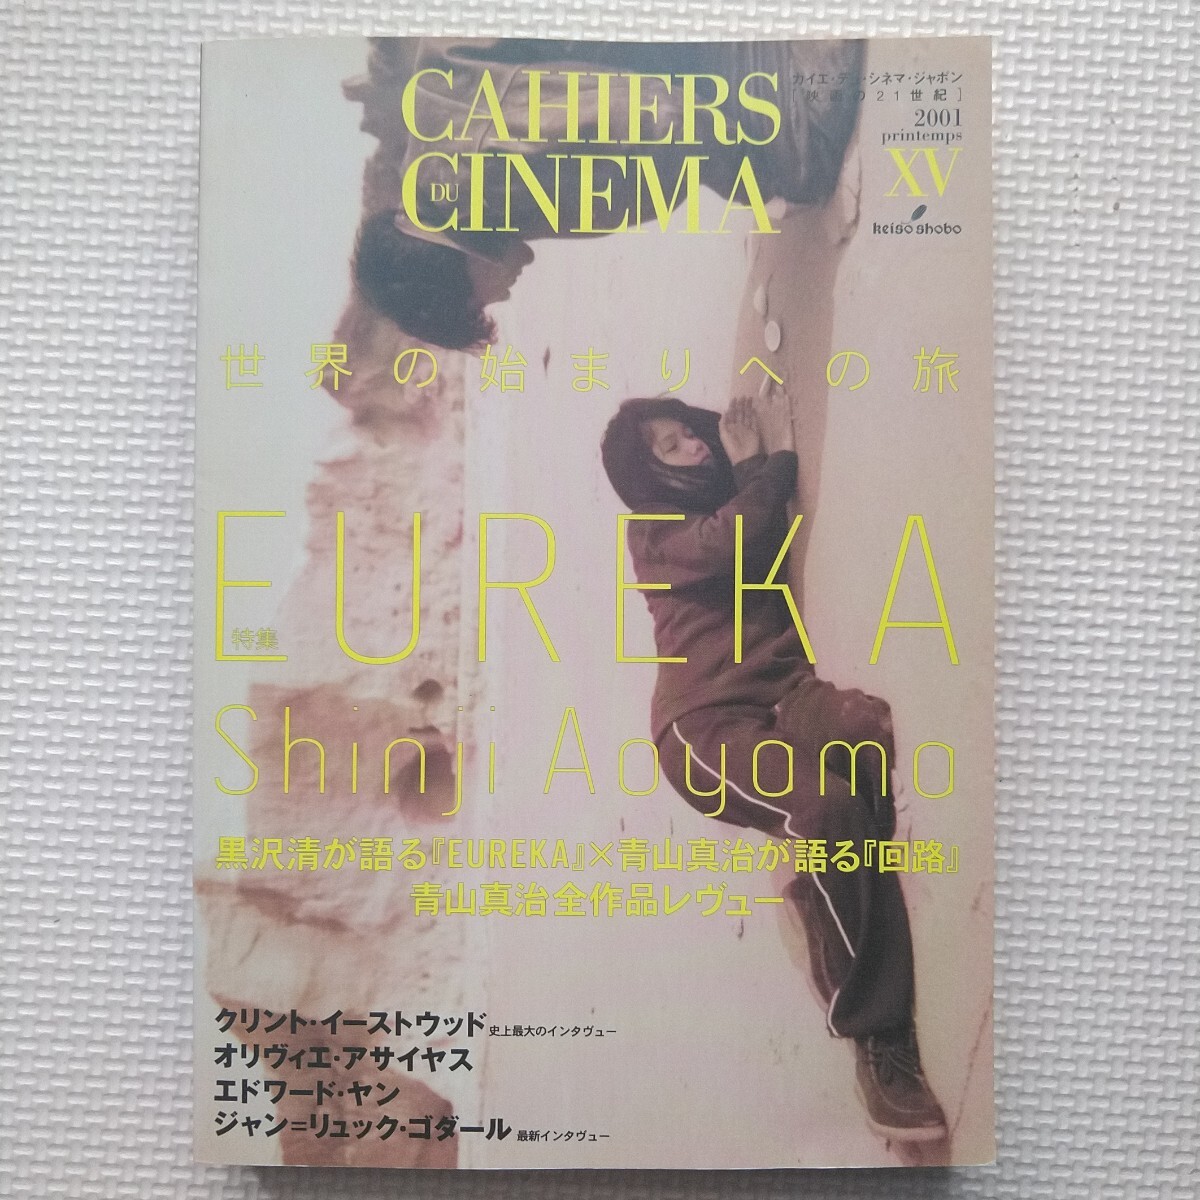 CAHIERS
DU CINEMA
カイエ・デュ・シネマ・ジャポン
[映画の21世紀]
2001
printemps
XV
keiso shobo
世界の始まりへの旅
EUREKA
特集
Shinji Aoyama
黒沢清が語る『EUREKA』×青山真治が語る『回路』
青山真治全作品レヴュー
クリント・イーストウッド 史上最大のインタヴュー
オリヴィエ・アサイヤス
エドワード・ヤン
ジャン=リュック・ゴダール 最新インタヴュー